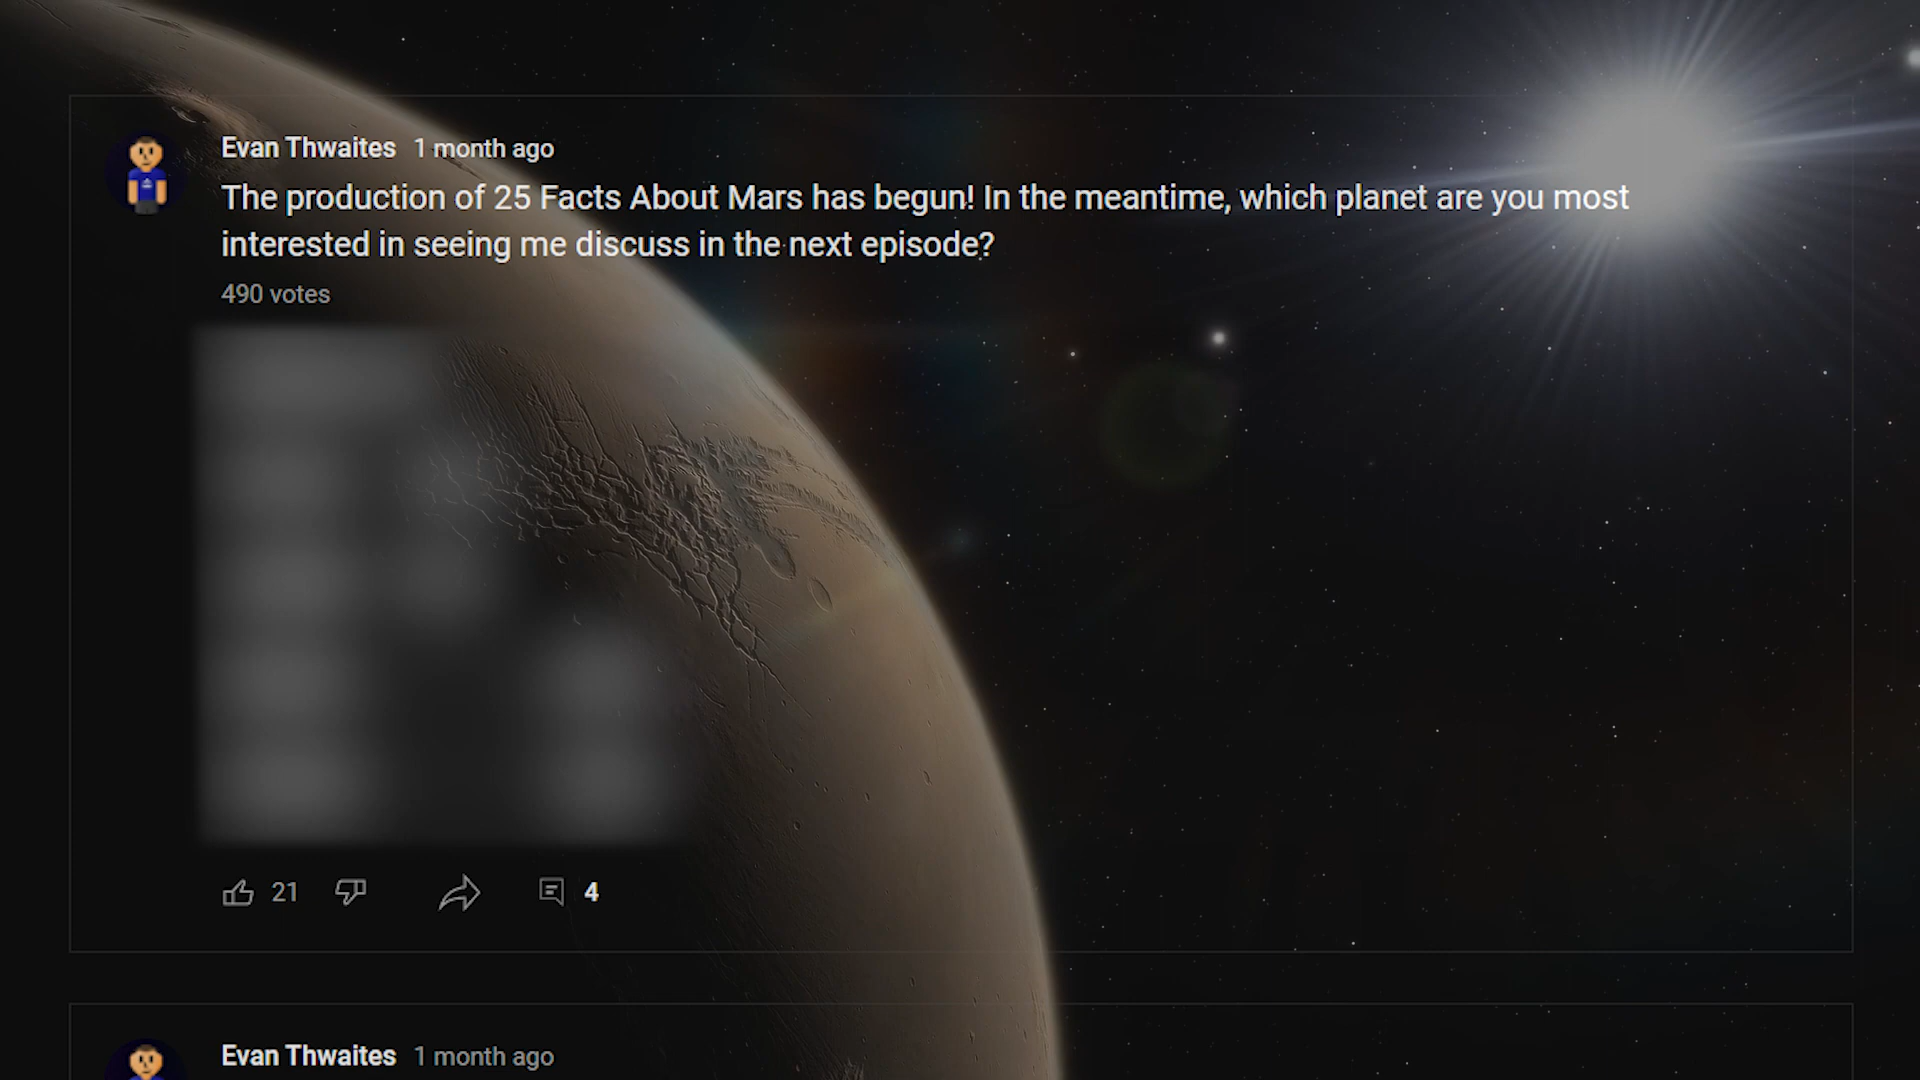 Evan Thwaites 1 month ago
The production of 25 Facts About Mars has begun! In the meantime, which planet are you most
interested in seeing me discuss in the next episode?
490 votes
21 4
Evan Thwaites 1 month ago